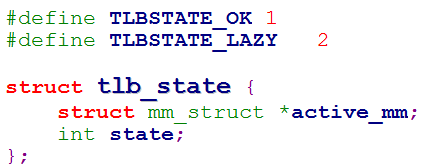 #define TLBSTATE_OK 1
#define TLBSTATE_LAZY 2
struct tlb_state {
struct mm_struct *active_mm;
int state;
};